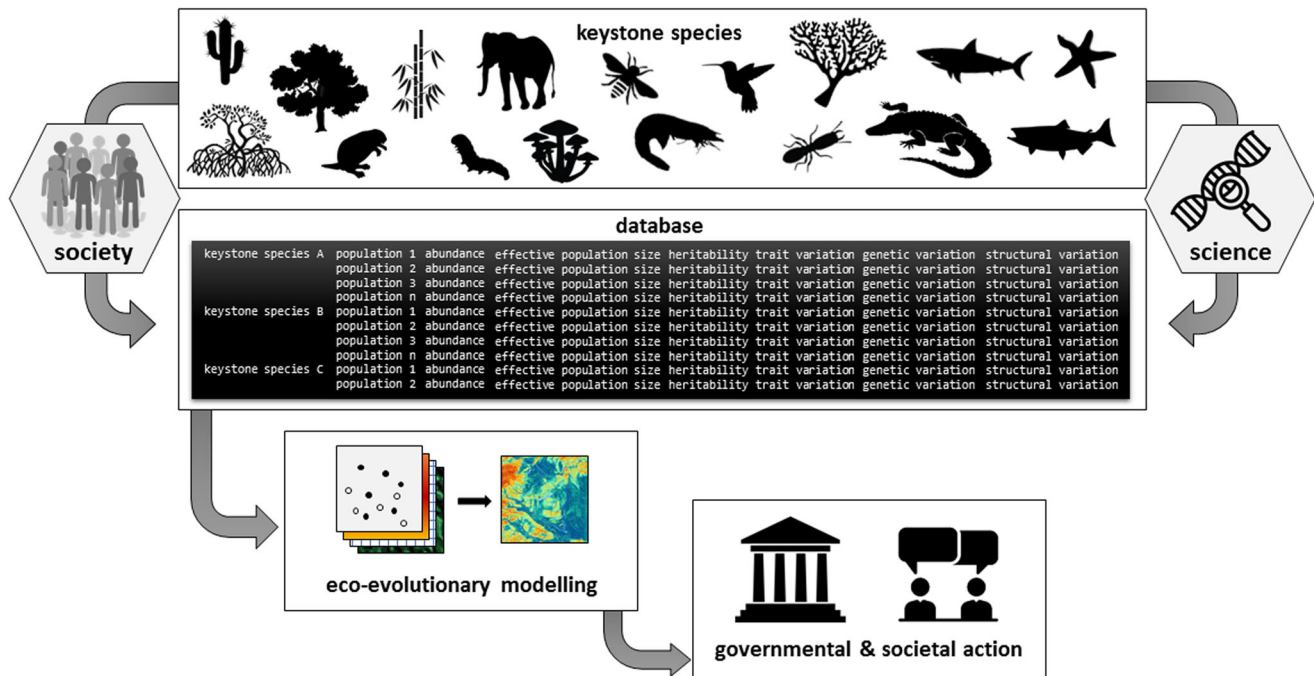 keystone species
society
science
database
keystone species A population 1 abundance effective population size heritability trait variation genetic variation structural variation
population 2 abundance effective population size heritability trait variation genetic variation structural variation
population 3 abundance effective population size heritability trait variation genetic variation structural variation
population n abundance effective population size heritability trait variation genetic variation structural variation
keystone species B population 1 abundance effective population size heritability trait variation genetic variation structural variation
population 2 abundance effective population size heritability trait variation genetic variation structural variation
population 3 abundance effective population size heritability trait variation genetic variation structural variation
population n abundance effective population size heritability trait variation genetic variation structural variation
keystone species C population 1 abundance effective population size heritability trait variation genetic variation structural variation
population 2 abundance effective population size heritability trait variation genetic variation structural variation
eco-evolutionary modelling
governmental & societal action